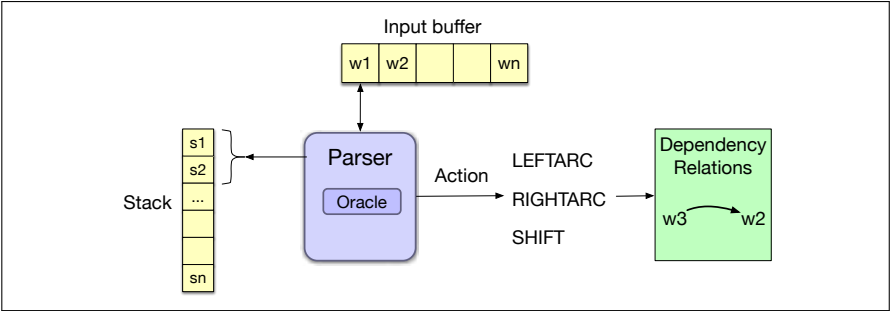 Input buffer
w1 w2 wn
Stack
s1
s2
...
sn
Parser
Oracle
Action
LEFTARC
RIGHTARC
SHIFT
Dependency
Relations
w3 w2